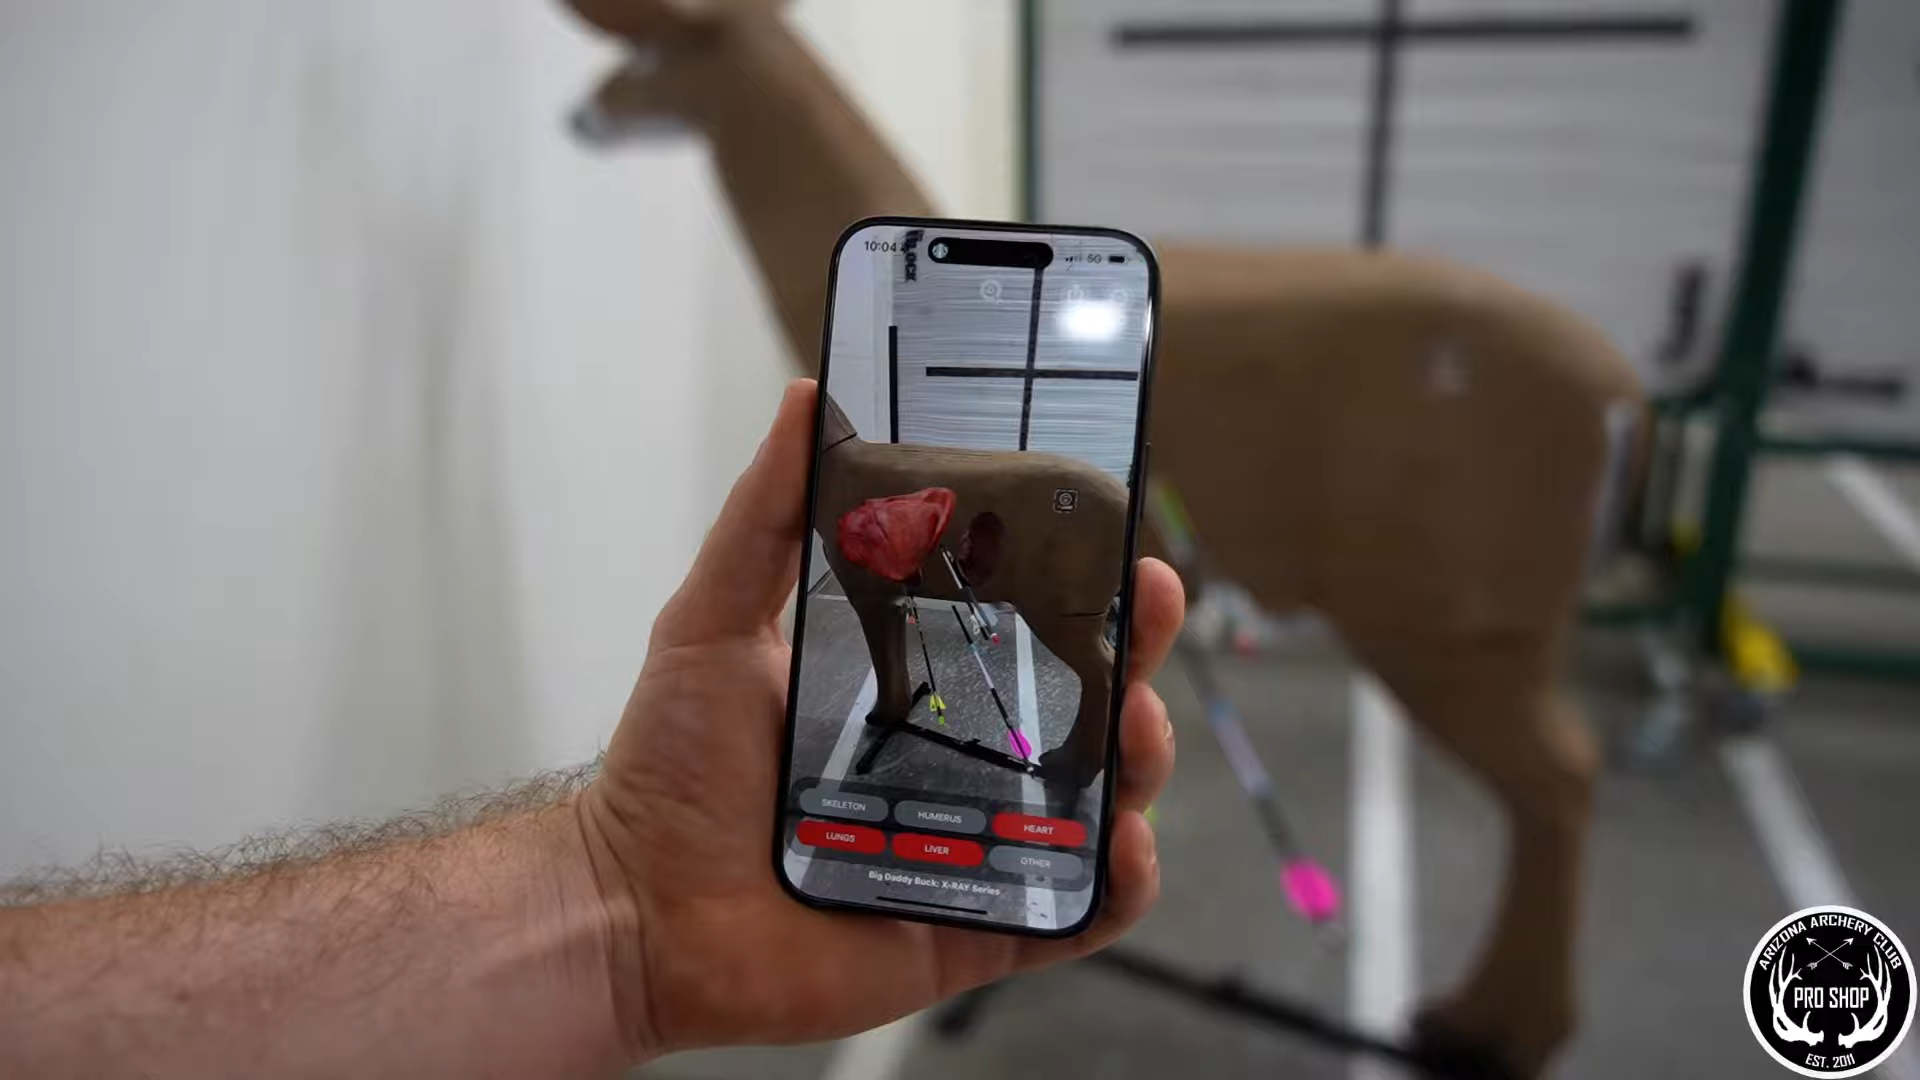 10:04
5G
SKELETON
HUMERUS
HEART
LUNGS
LIVER
OTHER
Big Daddy Buck: X-RAY Series
ARIZONA ARCHERY CLUB
PRO SHOP
EST. 2011